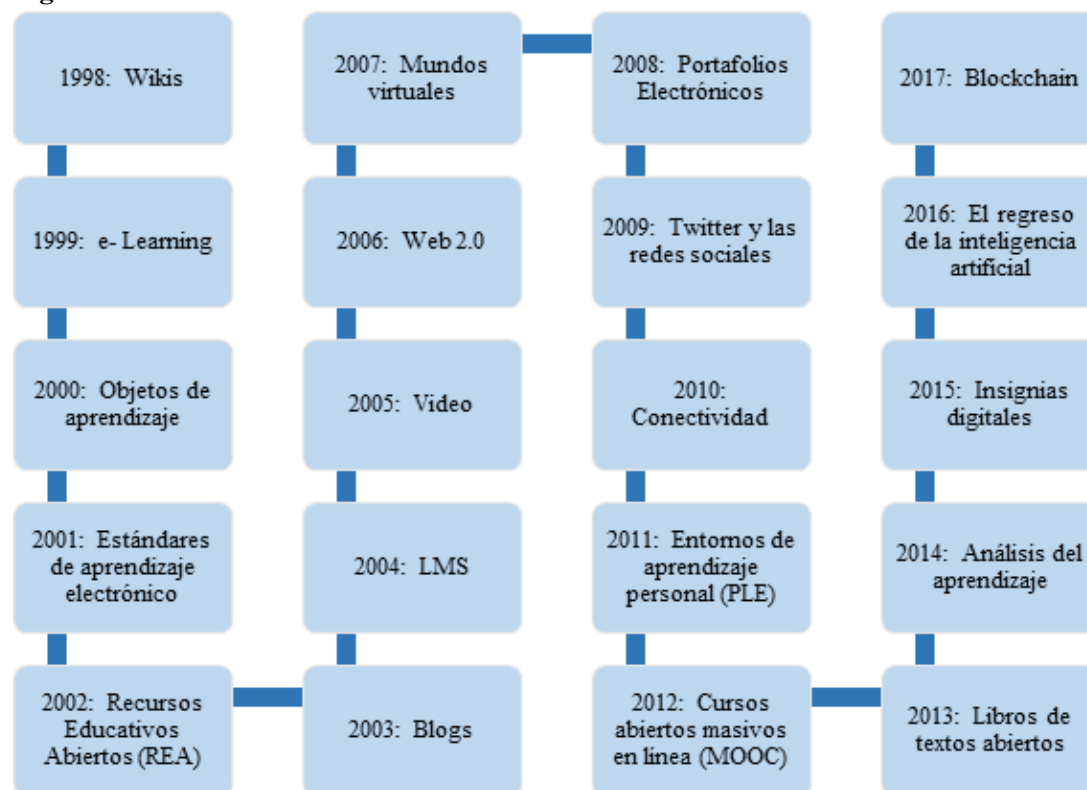 1998: Wikis
1999: e- Learning
2000: Objetos de
aprendizaje
2001: Estándares
de aprendizaje
electrónico
2002: Recursos
Educativos
Abiertos (REA)
2003: Blogs
2004: LMS
2005: Video
2006: Web 2.0
2007: Mundos
virtuales
2008: Portafolios
Electrónicos
2009: Twitter y las
redes sociales
2010:
Conectividad
2011: Entornos de
aprendizaje
personal (PLE)
2012: Cursos
abiertos masivos
en línea (MOOC)
2013: Libros de
textos abiertos
2014: Análisis del
aprendizaje
2015: Insignias
digitales
2016: El regreso
de la inteligencia
artificial
2017: Blockchain